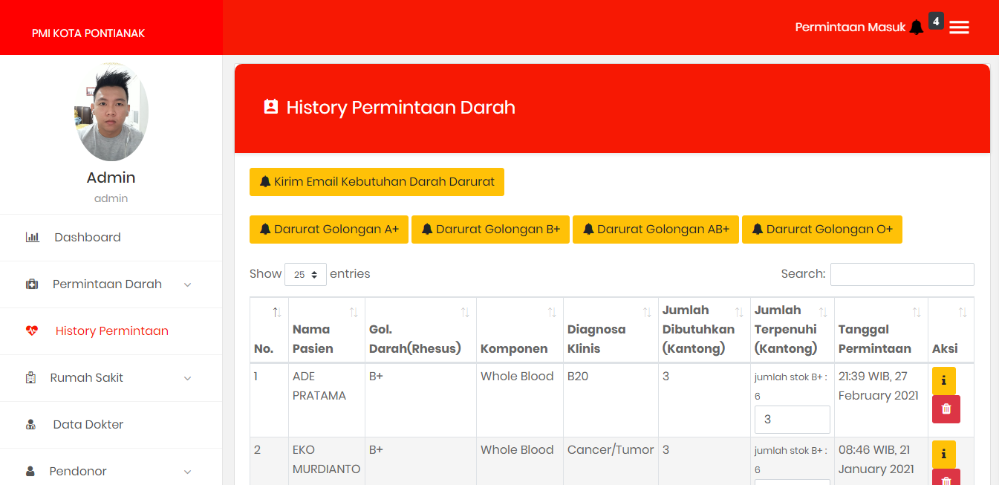 PMI KOTA PONTIANAK
Permintaan Masuk 4
Admin
admin
Dashboard
Permintaan Darah
History Permintaan
Rumah Sakit
Data Dokter
Pendonor
History Permintaan Darah
Kirim Email Kebutuhan Darah Darurat
Darurat Golongan A+ Darurat Golongan B+ Darurat Golongan AB+ Darurat Golongan O+
Show 25 entries Search:
No. Nama Pasien Gol. Darah(Rhesus) Komponen Diagnosa Klinis Jumlah Dibutuhkan (Kantong) Jumlah Terpenuhi (Kantong) Tanggal Permintaan Aksi
1 ADE PRATAMA B+ Whole Blood B20 3 jumlah stok B+ : 6 3 21:39 WIB, 27 February 2021
2 EKO MURDIANTO B+ Whole Blood Cancer/Tumor 3 jumlah stok B+ : 6 08:46 WIB, 21 January 2021